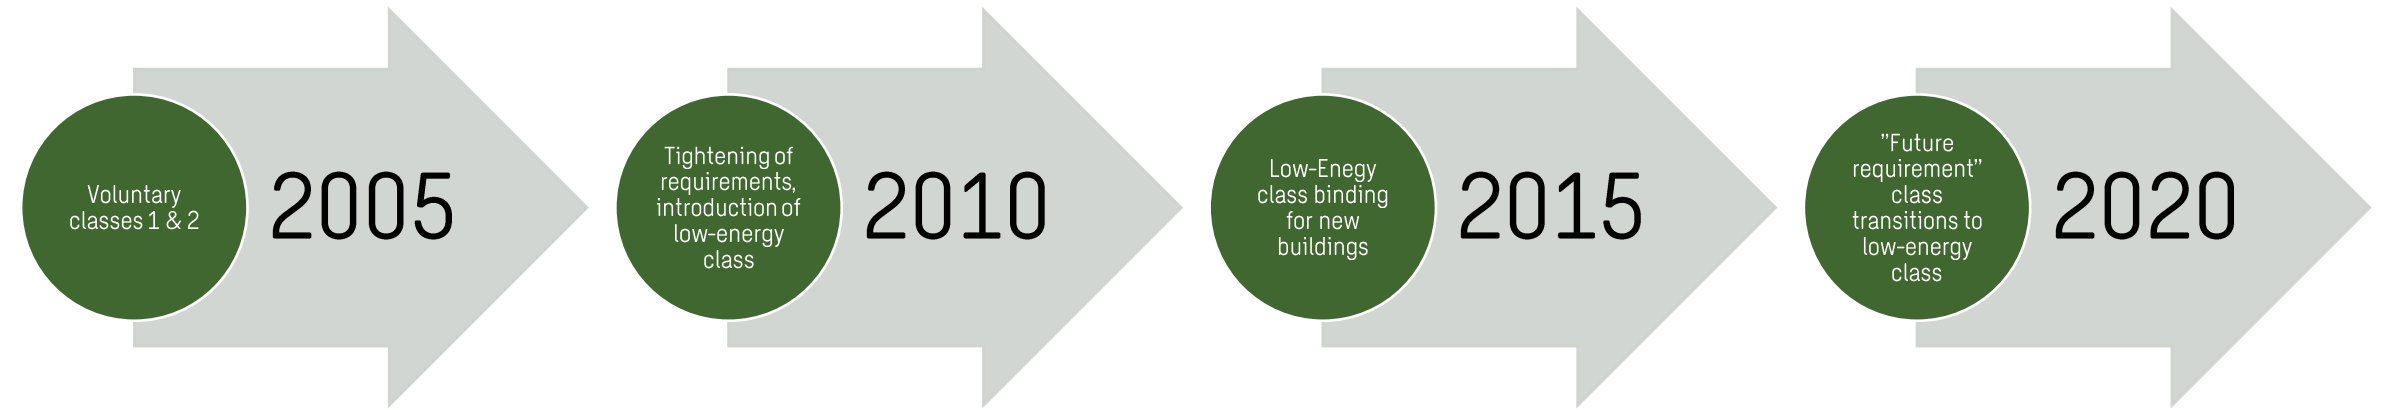 Voluntary
classes 1 & 2
2005
Tightening of
requirements,
introduction of
low-energy
class
2010
Low-Enegy
class binding
for new
buildings
2015
”Future
requirement”
class
transitions to
low-energy
class
2020